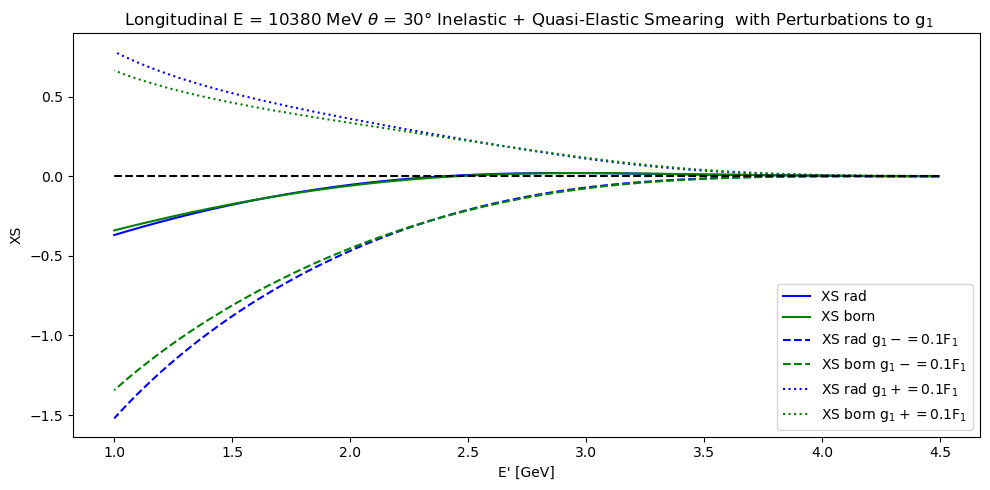 Longitudinal E = 10380 MeV θ = 30° Inelastic + Quasi-Elastic Smearing  with Perturbations to g₁
XS
0.5
0.0
−0.5
−1.0
−1.5
1.0 1.5 2.0 2.5 3.0 3.5 4.0 4.5
E' [GeV]
XS rad
XS born
XS rad g₁ − = 0.1F₁
XS born g₁ − = 0.1F₁
XS rad g₁ + = 0.1F₁
XS born g₁ + = 0.1F₁